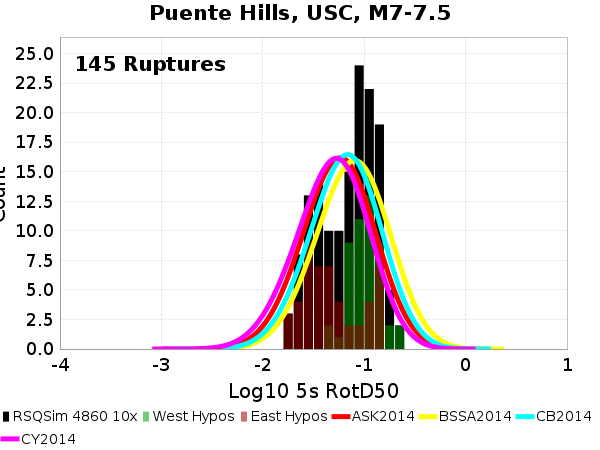 Puente Hills, USC, M7-7.5
145 Ruptures
25.0
22.5
20.0
17.5
15.0
12.5
10.0
7.5
5.0
2.5
0.0
-4 -3 -2 -1 0 1
Log10 5s RotD50
RSQSim 4860 10x West Hypos East Hypos ASK2014 BSSA2014 CB2014
CY2014